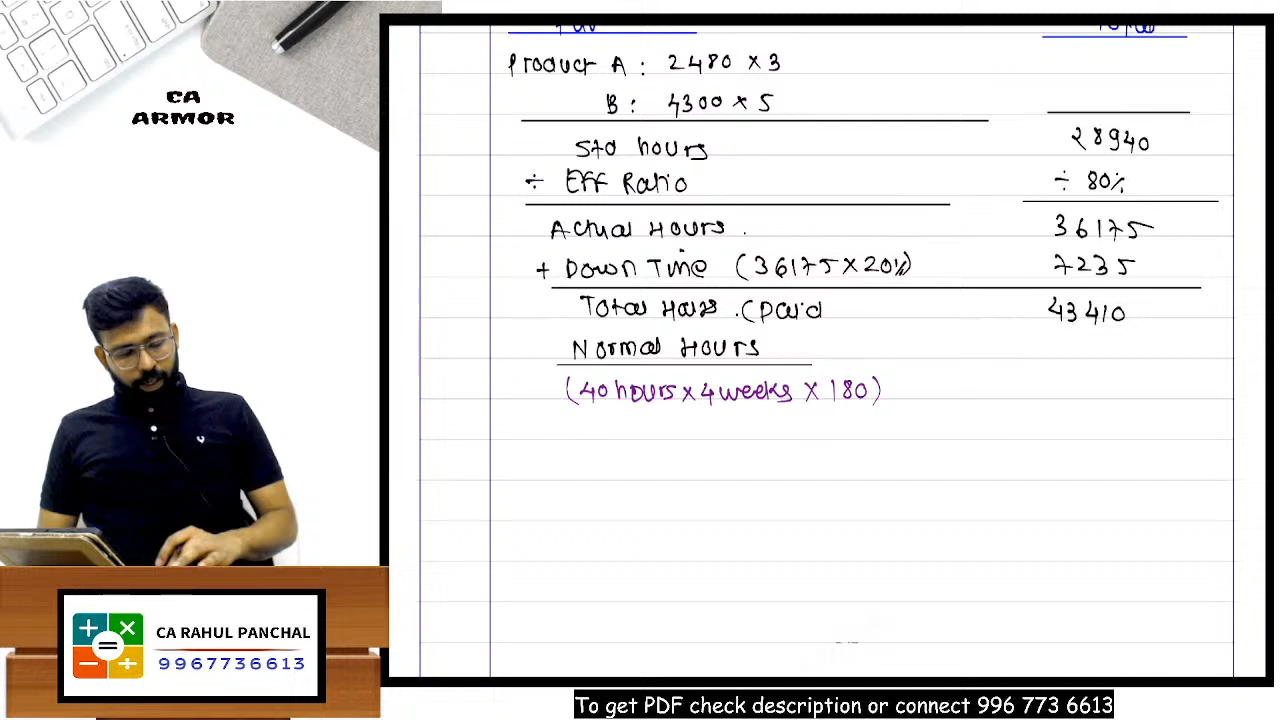 CA
ARMOR
Product A : 2480 × 3
B : 4300 × 5
Std hours 28940
÷ Eff Ratio ÷ 80%
Actual Hours . 36175
+ Down Time (36175 × 20%) 7235
Total Hours .(paid 43410
Normal Hours
(40 hours × 4 weeks × 180)
CA RAHUL PANCHAL
9967736613
To get PDF check description or connect 996 773 6613